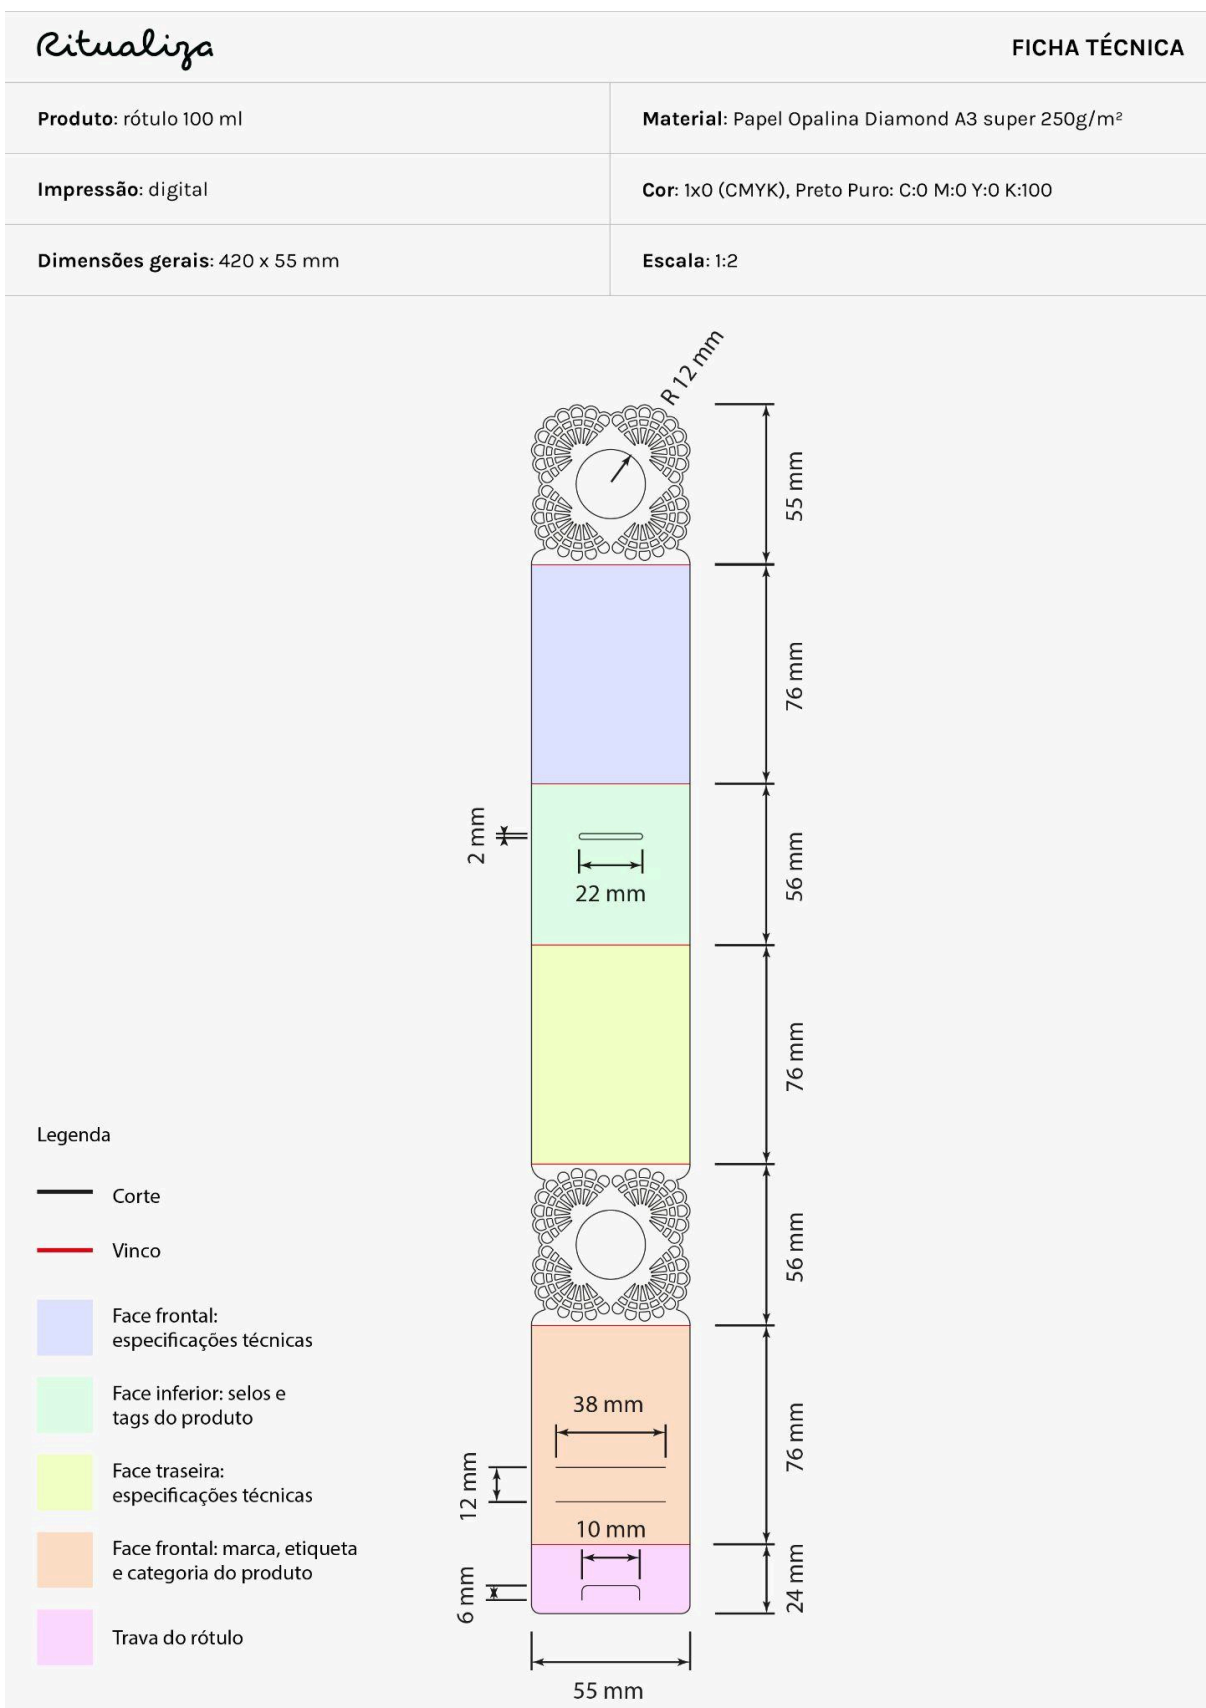 Ritualiza
FICHA TÉCNICA
Produto: rótulo 100 ml
Material: Papel Opalina Diamond A3 super 250g/m²
Impressão: digital
Cor: 1x0 (CMYK), Preto Puro: C:0 M:0 Y:0 K:100
Dimensões gerais: 420 x 55 mm
Escala: 1:2
R 12 mm
55 mm
76 mm
2 mm
22 mm
56 mm
76 mm
56 mm
38 mm
12 mm
76 mm
10 mm
6 mm
24 mm
55 mm
Legenda
Corte
Vinco
Face frontal:
especificações técnicas
Face inferior: selos e
tags do produto
Face traseira:
especificações técnicas
Face frontal: marca, etiqueta
e categoria do produto
Trava do rótulo